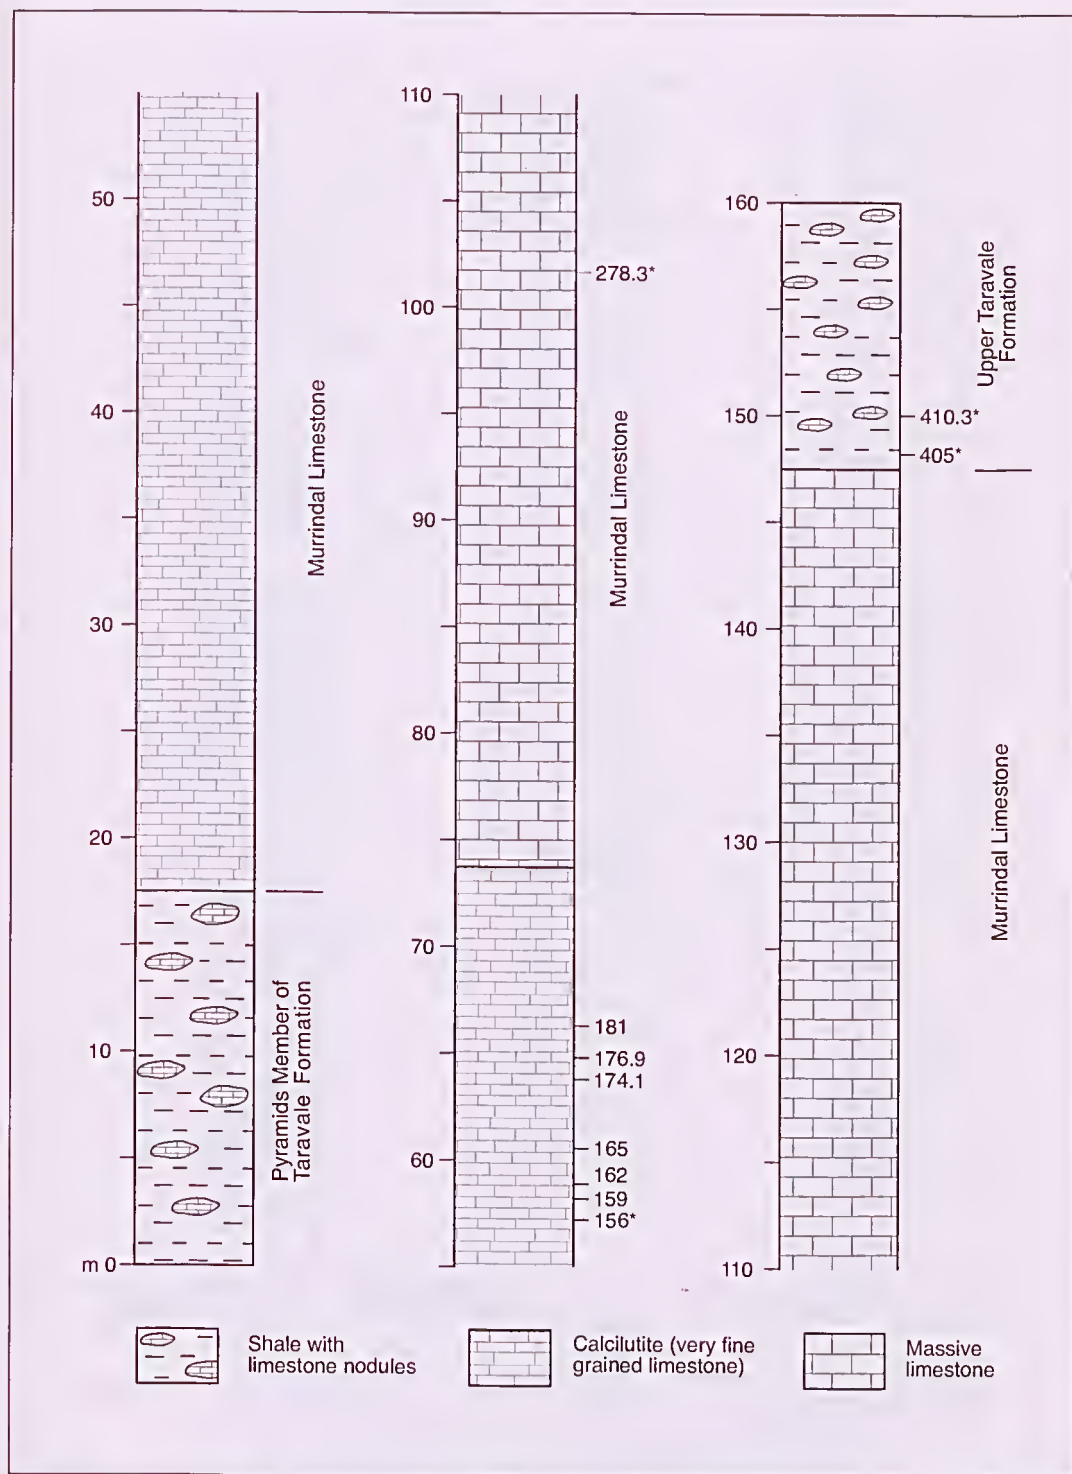 50
40
30
20
10
m 0
Murrindal Limestone
Pyramids Member of
Taravale Formation
110
100
90
80
70
60
278.3*
181
176.9
174.1
165
162
159
156*
Murrindal Limestone
160
150
140
130
120
110
410.3*
405*
Upper Taravale
Formation
Murrindal Limestone
Shale with
limestone nodules
Calcilutite (very fine
grained limestone)
Massive
limestone